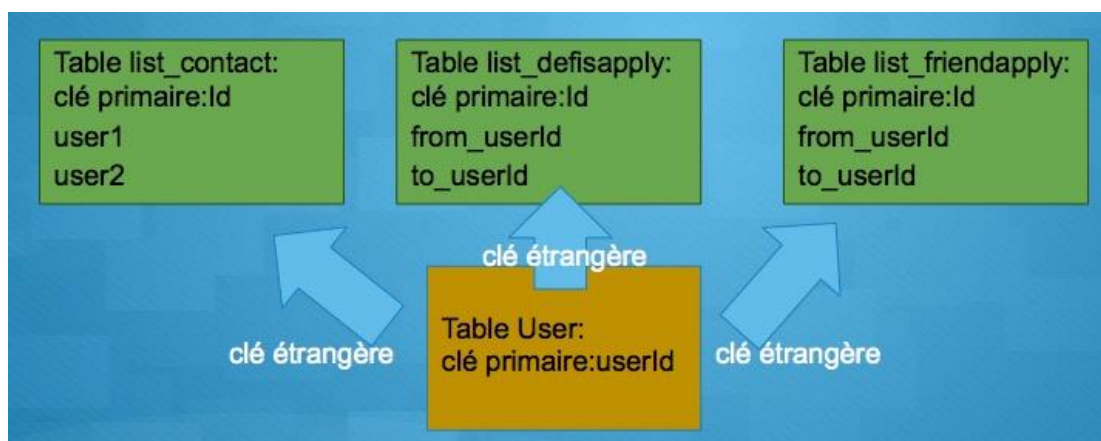 Table list_contact:
clé primaire:Id
user1
user2
Table list_defisapply:
clé primaire:Id
from_userId
to_userId
Table list_friendapply:
clé primaire:Id
from_userId
to_userId
clé étrangère
clé étrangère
Table User:
clé primaire:userId
clé étrangère